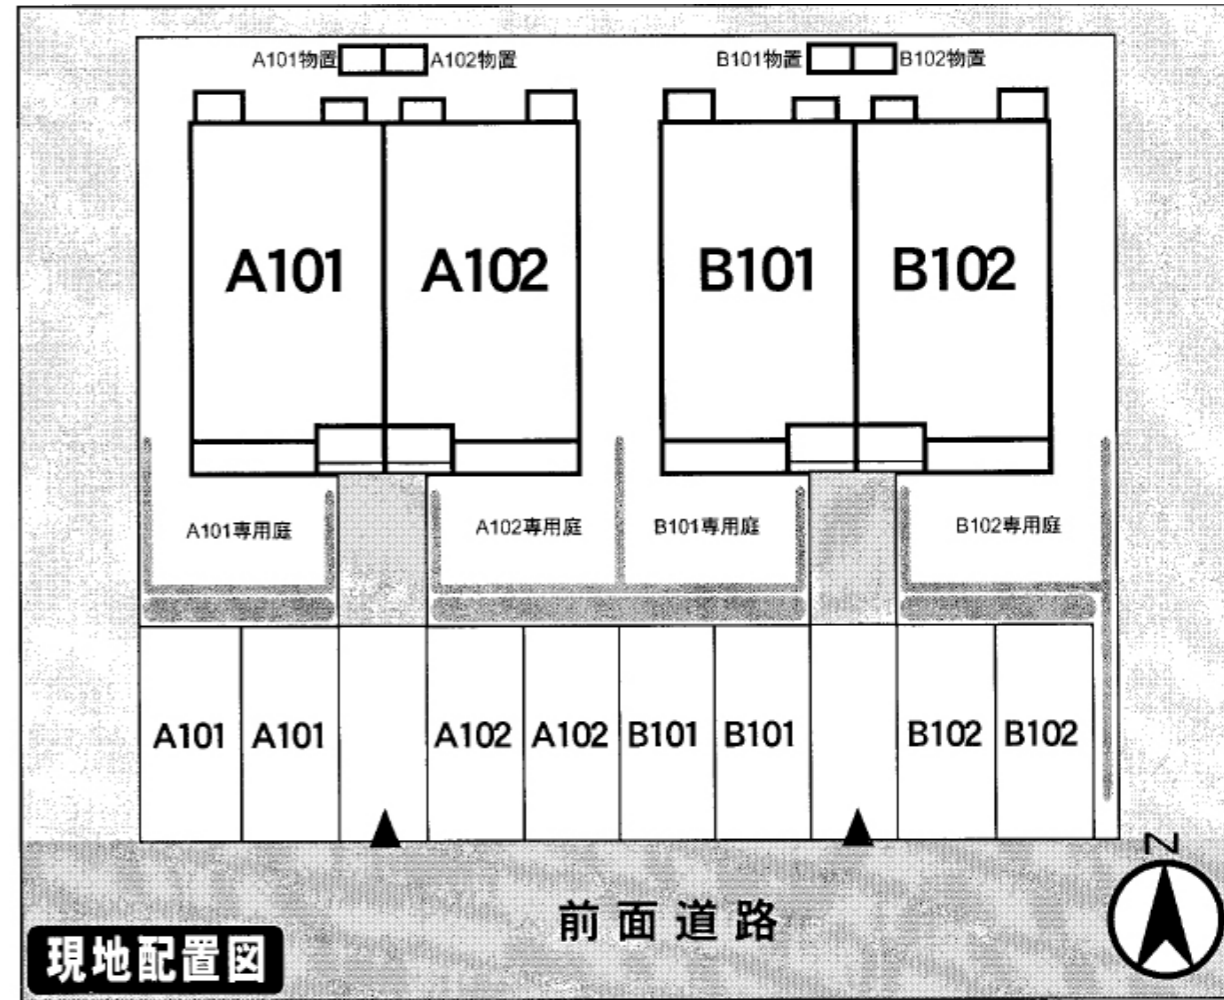 A101物置 A102物置 B101物置 B102物置
A101 A102 B101 B102
A101専用庭 A102専用庭 B101専用庭 B102専用庭
A101 A101 A102 A102 B101 B101 B102 B102
前面道路
N
現地配置図